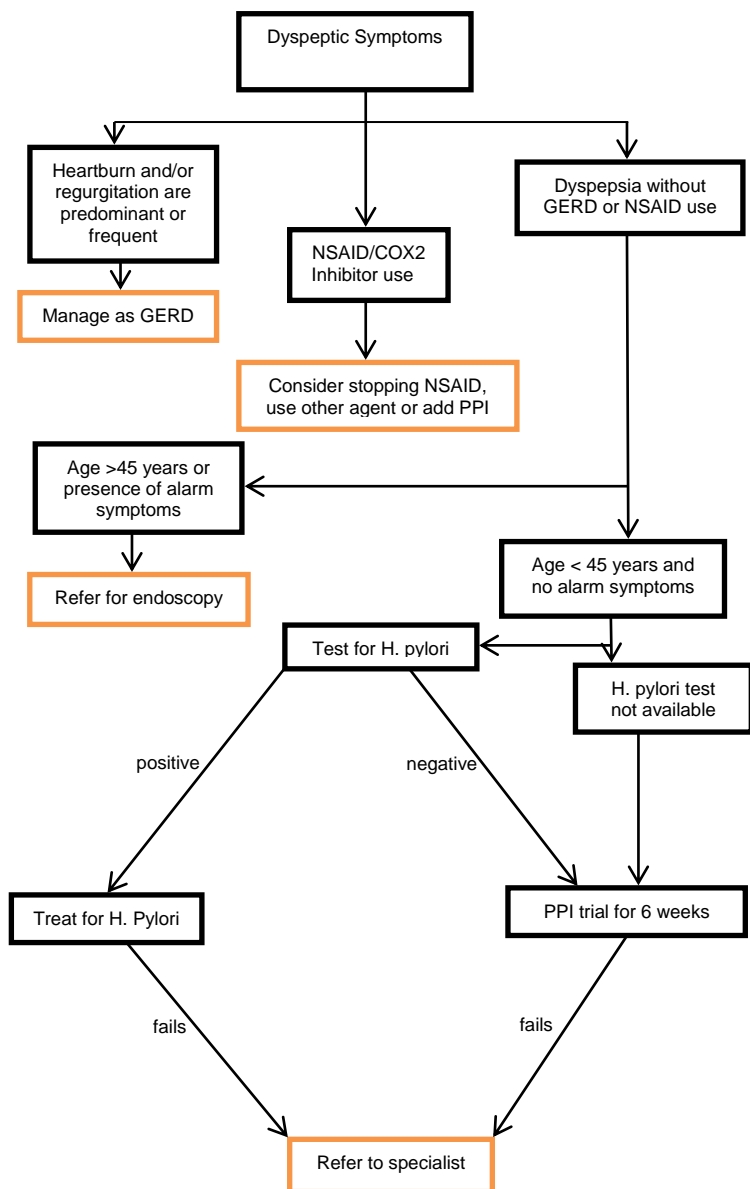 Dyspeptic Symptoms
Heartburn and/or
regurgitation are
predominant or
frequent
Dyspepsia without
GERD or NSAID use
NSAID/COX2
Inhibitor use
Manage as GERD
Consider stopping NSAID,
use other agent or add PPI
Age >45 years or
presence of alarm
symptoms
Age < 45 years and
no alarm symptoms
Refer for endoscopy
Test for H. pylori
H. pylori test
not available
positive
negative
Treat for H. Pylori
PPI trial for 6 weeks
fails
fails
Refer to specialist